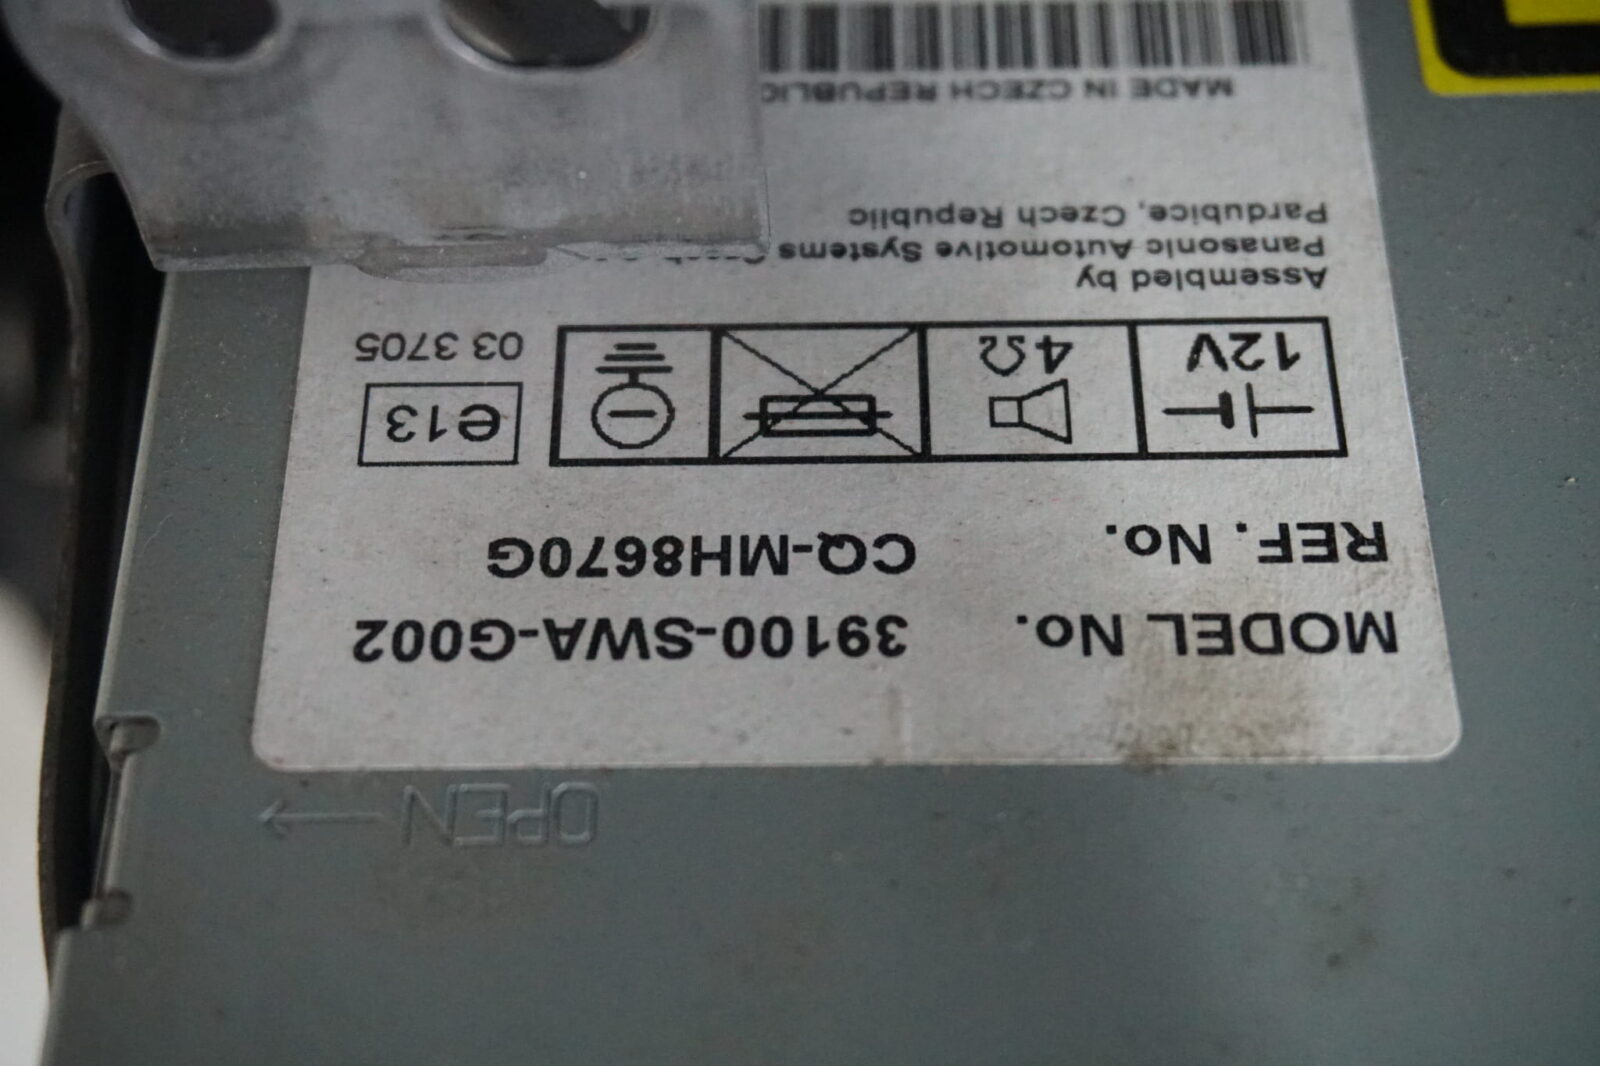 MODEL No. 39100-SWA-G002
REF. No. CQ-MH8670G
12V
4Ω
e13
03 3705
Assembled by
Panasonic Automotive Systems
Pardubice, Czech Republic
MADE IN CZECH REPUBLIC
OPEN